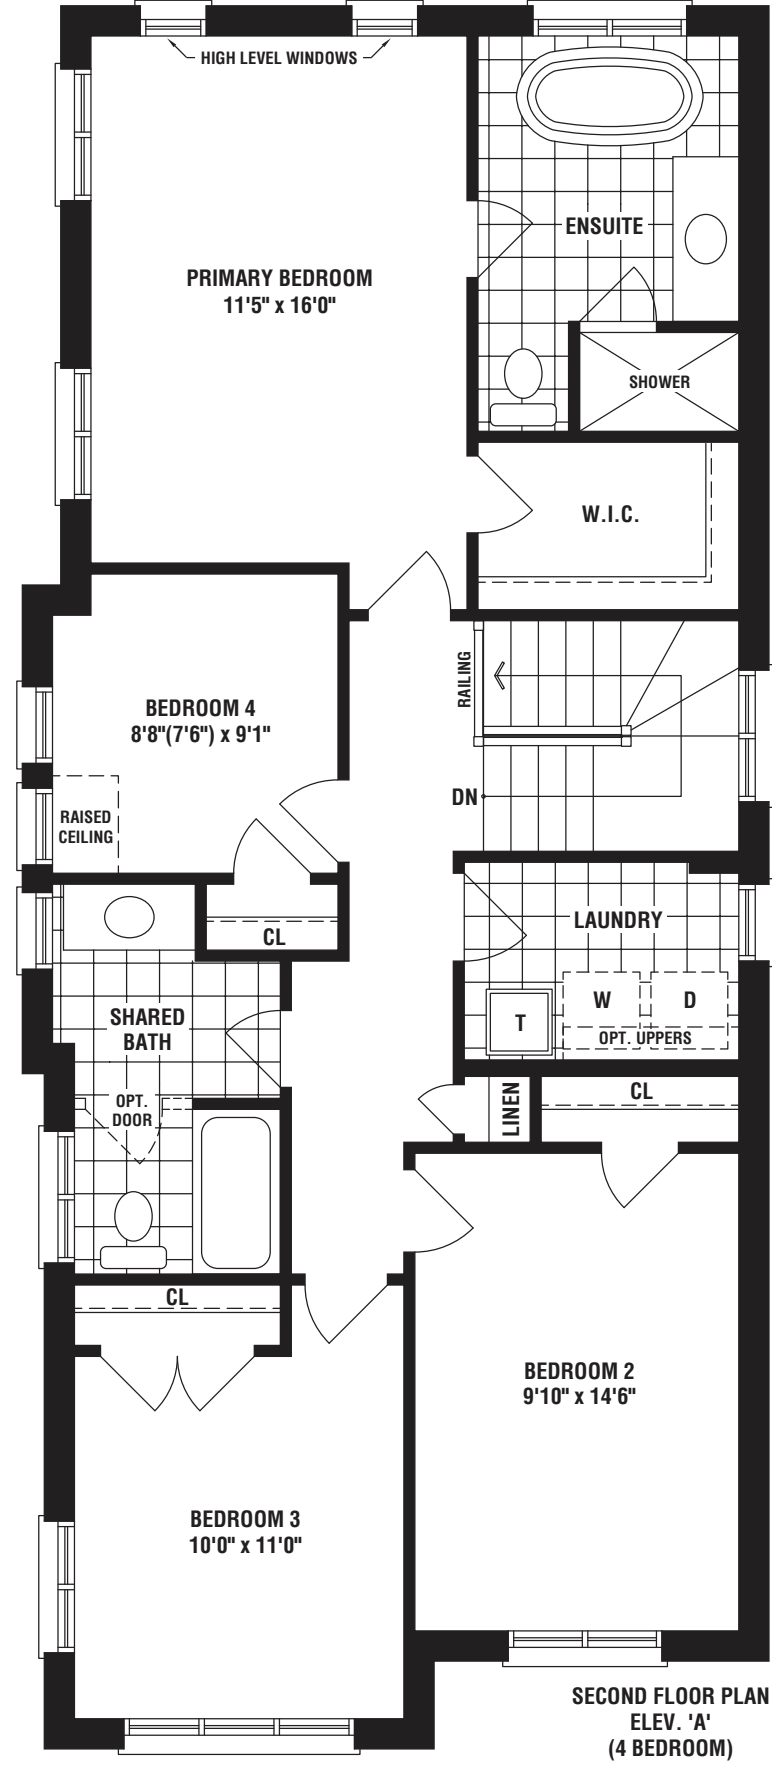 HIGH LEVEL WINDOWS
ENSUITE
PRIMARY BEDROOM
11'5" x 16'0"
SHOWER
W.I.C.
RAILING
BEDROOM 4
8'8"(7'6") x 9'1"
DN
RAISED
CEILING
LAUNDRY
CL
W
D
T
OPT. UPPERS
SHARED
BATH
OPT.
DOOR
LINEN
CL
CL
BEDROOM 2
9'10" x 14'6"
BEDROOM 3
10'0" x 11'0"
SECOND FLOOR PLAN
ELEV. 'A'
(4 BEDROOM)